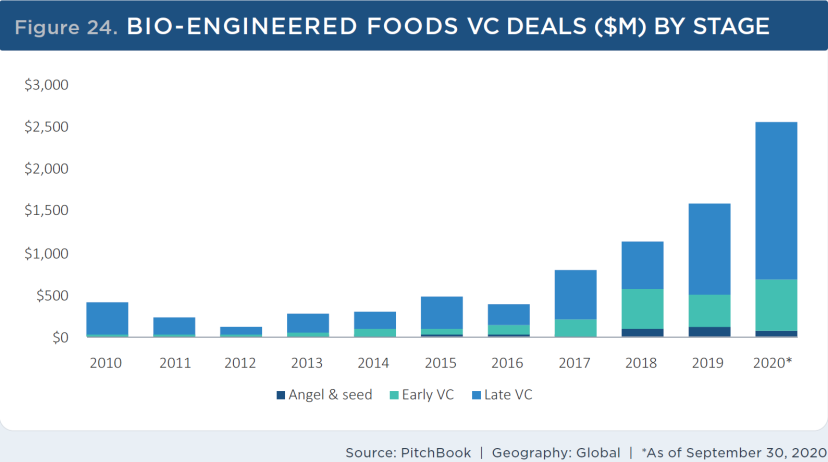 Figure 24. BIO-ENGINEERED FOODS VC DEALS ($M) BY STAGE
$3,000
$2,500
$2,000
$1,500
$1,000
$500
$0
2010 2011 2012 2013 2014 2015 2016 2017 2018 2019 2020*
Angel & seed Early VC Late VC
Source: PitchBook | Geography: Global | *As of September 30, 2020